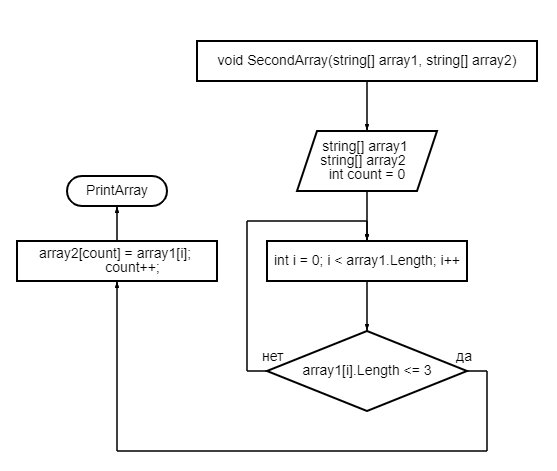 void SecondArray(string[] array1, string[] array2)
string[] array1
string[] array2
int count = 0
PrintArray
array2[count] = array1[i];
count++;
int i = 0; i < array1.Length; i++
нет
да
array1[i].Length <= 3